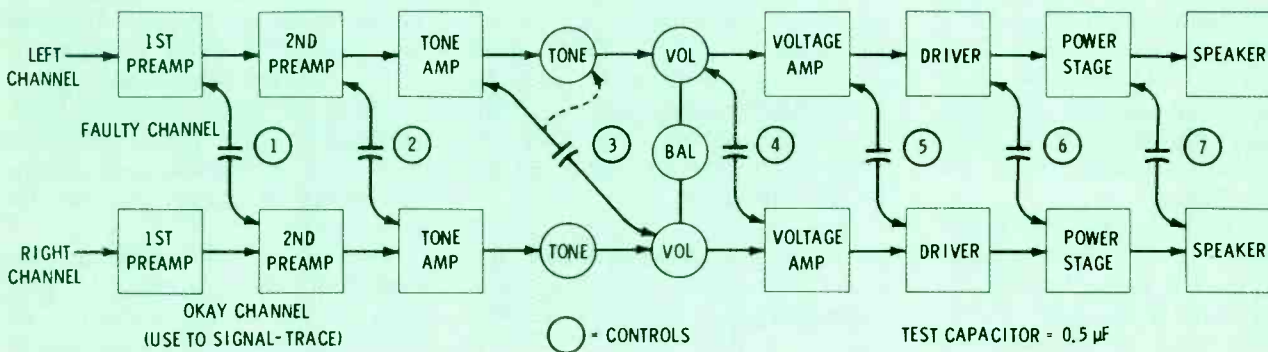 LEFT
CHANNEL
1ST
PREAMP
2ND
PREAMP
TONE
AMP
TONE
VOL
VOLTAGE
AMP
DRIVER
POWER
STAGE
SPEAKER
FAULTY CHANNEL
1
2
3
BAL
4
5
6
7
RIGHT
CHANNEL
1ST
PREAMP
2ND
PREAMP
TONE
AMP
TONE
VOL
VOLTAGE
AMP
DRIVER
POWER
STAGE
SPEAKER
OKAY CHANNEL
(USE TO SIGNAL-TRACE)
= CONTROLS
TEST CAPACITOR = 0.5 µF